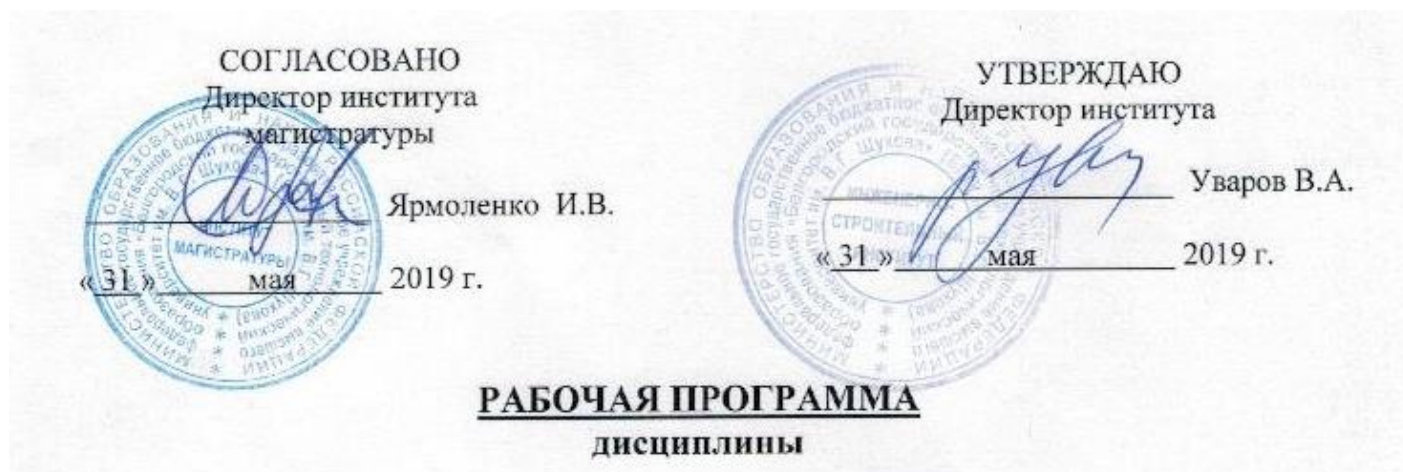 СОГЛАСОВАНО
Директор института
магистратуры
Ярмоленко И.В.
« 31 » мая 2019 г.
УТВЕРЖДАЮ
Директор института
Уваров В.А.
« 31 » мая 2019 г.
РАБОЧАЯ ПРОГРАММА
дисциплины